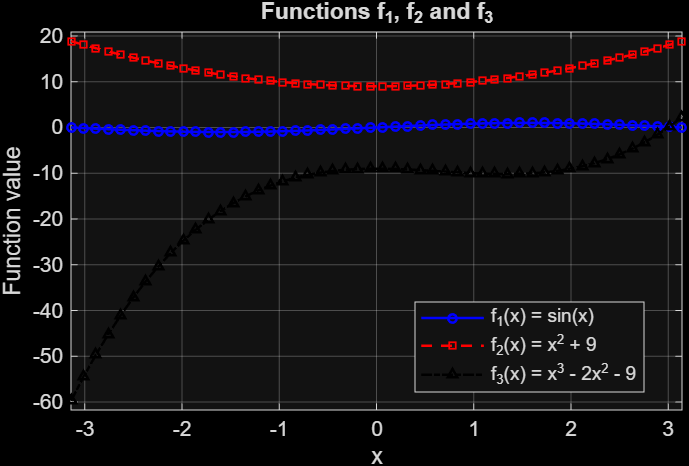 Functions f₁, f₂ and f₃
20
10
0
-10
-20
-30
-40
-50
-60
Function value
f₁(x) = sin(x)
f₂(x) = x² + 9
f₃(x) = x³ - 2x² - 9
-3 -2 -1 0 1 2 3
x